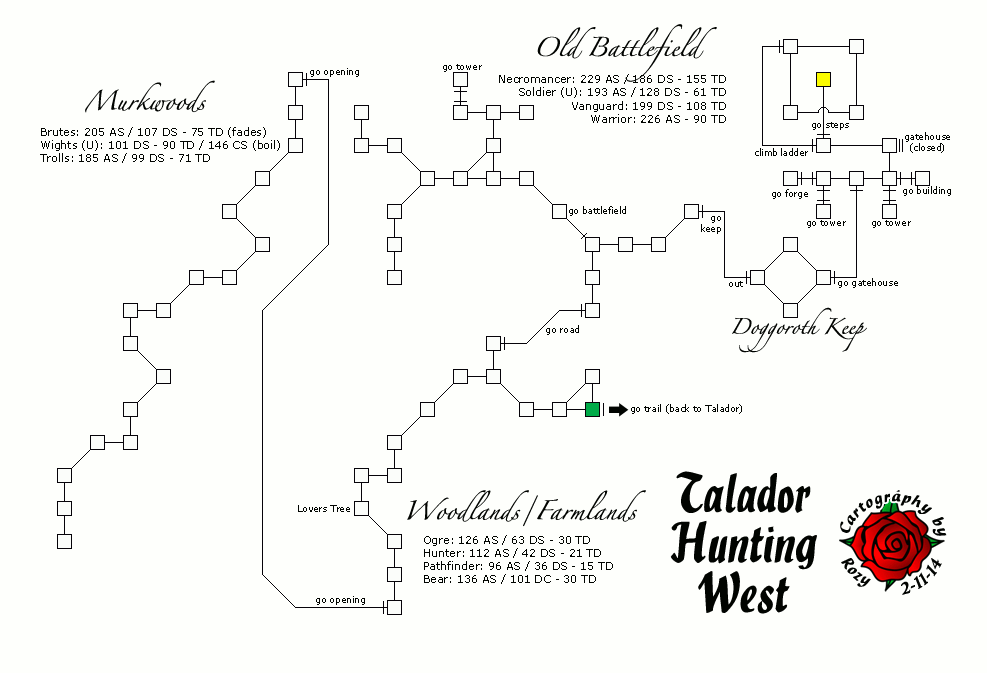 Old Battlefield
Necromancer: 229 AS / 186 DS - 155 TD
Soldier (U): 193 AS / 128 DS - 61 TD
Vanguard: 199 DS - 108 TD
Warrior: 226 AS - 90 TD
go tower
go opening
Murkwoods
Brutes: 205 AS / 107 DS - 75 TD (fades)
Wights (U): 101 DS - 90 TD / 146 CS (boil)
Trolls: 185 AS / 99 DS - 71 TD
go steps
climb ladder
gatehouse
(closed)
go forge
go building
go tower
go tower
go battlefield
go
keep
out
go gatehouse
Doggoroth Keep
go road
go trail (back to Talador)
Lovers Tree
Woodlands/Farmlands
Ogre: 126 AS / 63 DS - 30 TD
Hunter: 112 AS / 42 DS - 21 TD
Pathfinder: 96 AS / 36 DS - 15 TD
Bear: 136 AS / 101 DC - 30 TD
go opening
Talador
Hunting
West
Cartography by
Rozy 2-11-14